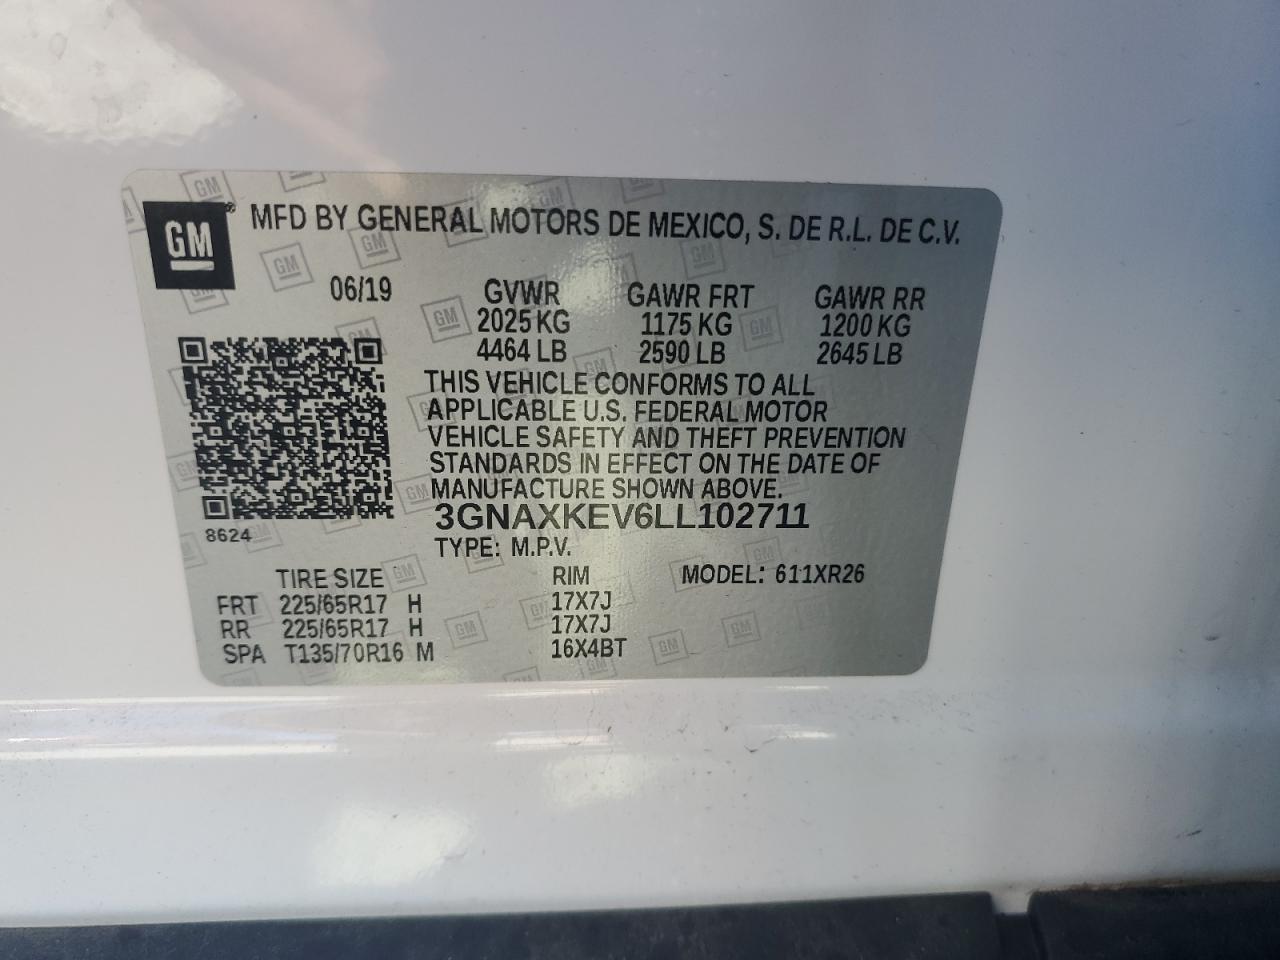 GM® MFD BY GENERAL MOTORS DE MEXICO, S. DE R.L. DE C.V.
06/19 GVWR GAWR FRT GAWR RR
2025 KG 1175 KG 1200 KG
4464 LB 2590 LB 2645 LB
THIS VEHICLE CONFORMS TO ALL
APPLICABLE U.S. FEDERAL MOTOR
VEHICLE SAFETY AND THEFT PREVENTION
STANDARDS IN EFFECT ON THE DATE OF
MANUFACTURE SHOWN ABOVE.
3GNAXKEV6LL102711
8624
TYPE: M.P.V.
TIRE SIZE RIM MODEL: 611XR26
FRT 225/65R17 H 17X7J
RR 225/65R17 H 17X7J
SPA T135/70R16 M 16X4BT